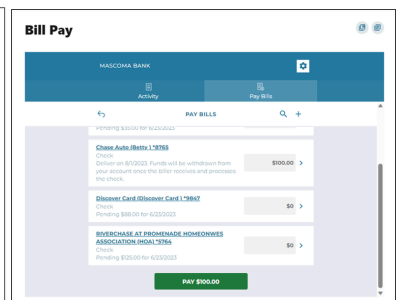 Bill Pay
MASCOMA BANK
Activity
Pay Bills
PAY BILLS
Pending $35.00 for 6/23/2023
Chase Auto (Betty ) *8765
Check
Deliver on 8/1/2023. Funds will be withdrawn from
your account once the biller receives and processes
the check.
$100.00
Discover Card (Discover Card ) *9847
Check
Pending $88.00 for 6/23/2023
$0
RIVERCHASE AT PROMENADE HOMEONWES
ASSOCIATION (HOA) *5764
Check
Pending $125.00 for 6/23/2023
$0
PAY $100.00